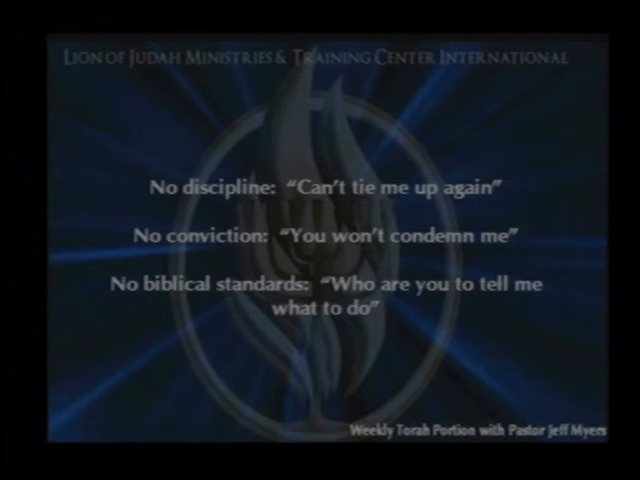 Lion of Judah Ministries & Training Center International
No discipline: "Can't tie me up again"
No conviction: "You won't condemn me"
No biblical standards: "Who are you to tell me
what to do"
Weekly Torah Portion with Pastor Jeff Myers